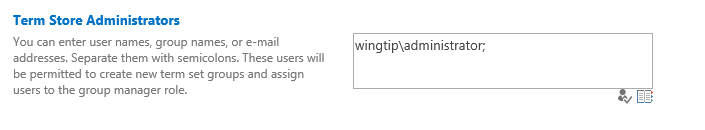 Term Store Administrators
You can enter user names, group names, or e-mail
addresses. Separate them with semicolons. These users will
be permitted to create new term set groups and assign
users to the group manager role.
wingtip\administrator;